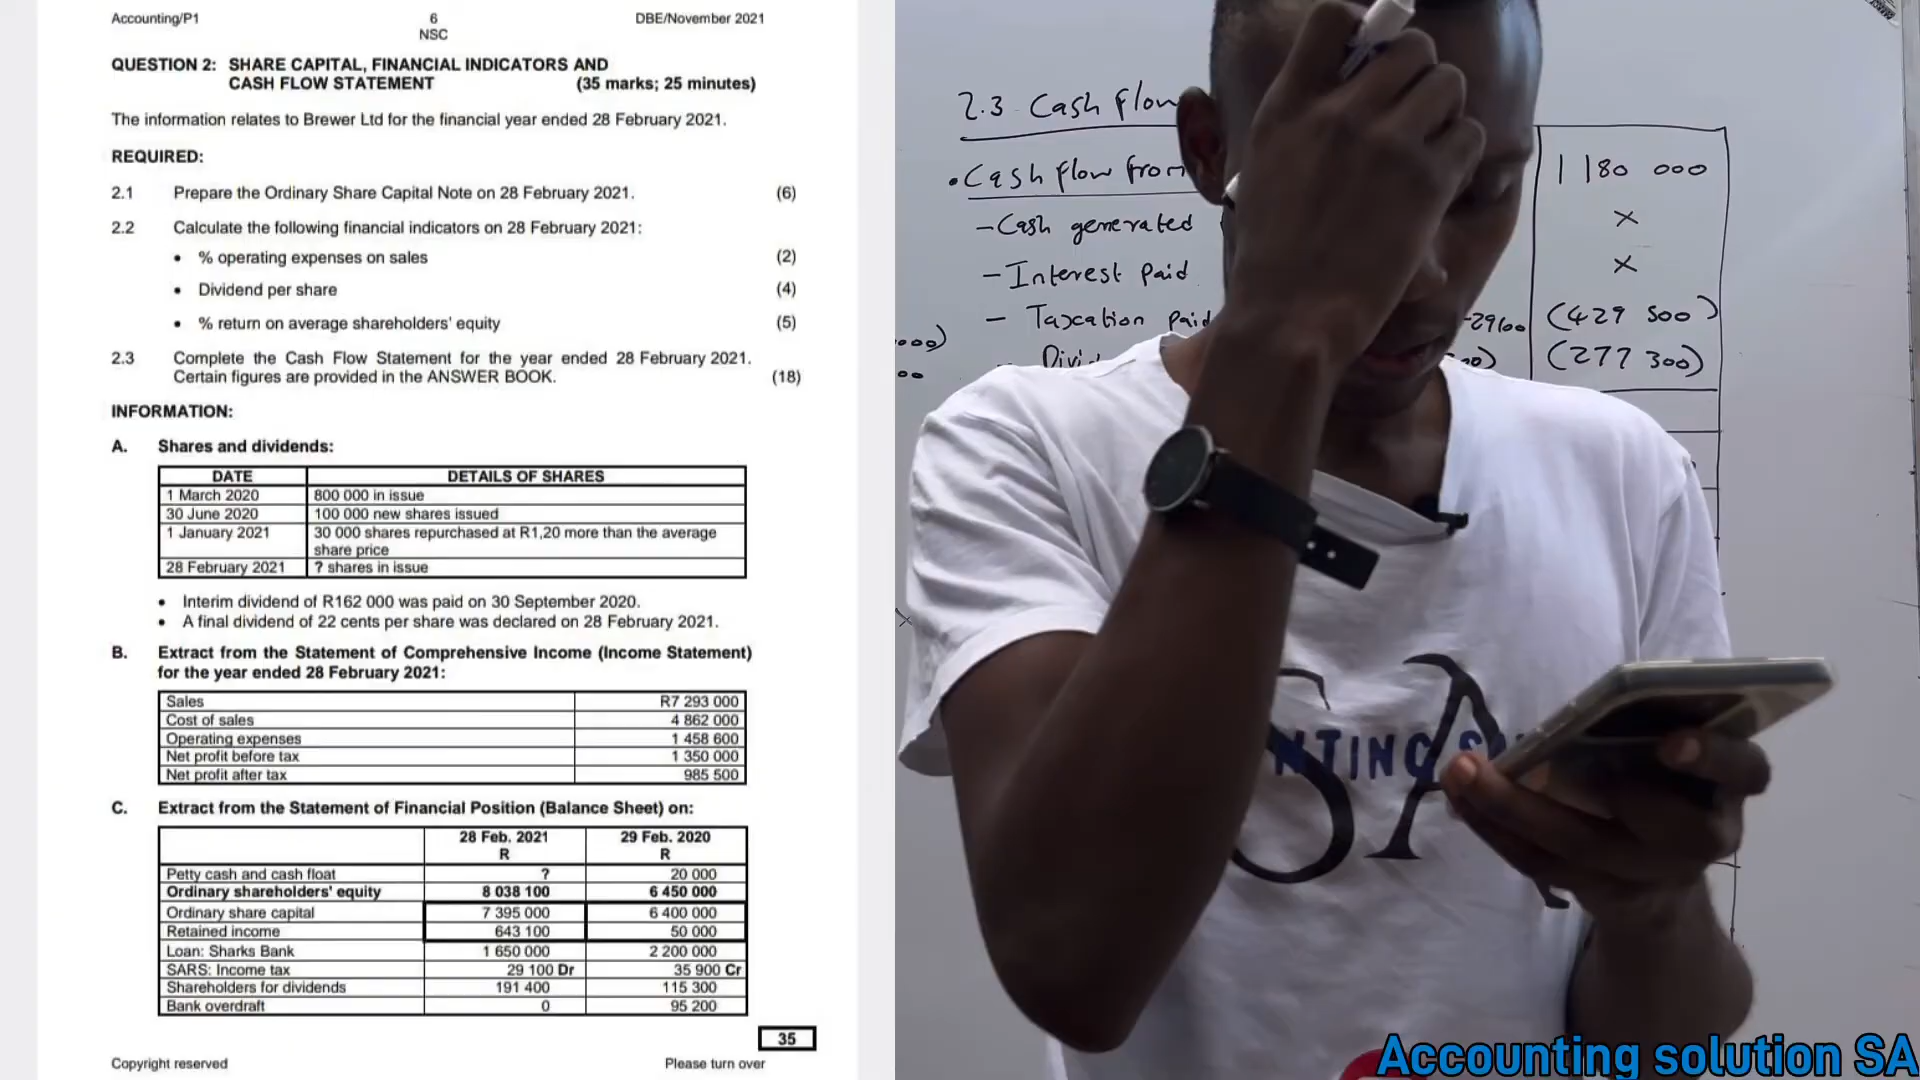 Accounting/P1
6
DBE/November 2021
NSC
QUESTION 2: SHARE CAPITAL, FINANCIAL INDICATORS AND
CASH FLOW STATEMENT (35 marks; 25 minutes)
The information relates to Brewer Ltd for the financial year ended 28 February 2021.
REQUIRED:
2.1 Prepare the Ordinary Share Capital Note on 28 February 2021. (6)
2.2 Calculate the following financial indicators on 28 February 2021:
• % operating expenses on sales (2)
• Dividend per share (4)
• % return on average shareholders' equity (5)
2.3 Complete the Cash Flow Statement for the year ended 28 February 2021.
Certain figures are provided in the ANSWER BOOK. (18)
INFORMATION:
A. Shares and dividends:
DATE DETAILS OF SHARES
1 March 2020 800 000 in issue
30 June 2020 100 000 new shares issued
1 January 2021 30 000 shares repurchased at R1,20 more than the average
share price
28 February 2021 ? shares in issue
• Interim dividend of R162 000 was paid on 30 September 2020.
• A final dividend of 22 cents per share was declared on 28 February 2021.
B. Extract from the Statement of Comprehensive Income (Income Statement)
for the year ended 28 February 2021:
Sales R7 293 000
Cost of sales 4 862 000
Operating expenses 1 458 600
Net profit before tax 1 350 000
Net profit after tax 985 500
C. Extract from the Statement of Financial Position (Balance Sheet) on:
28 Feb. 2021 29 Feb. 2020
R R
Petty cash and cash float ? 20 000
Ordinary shareholders' equity 8 038 100 6 450 000
Ordinary share capital 7 395 000 6 400 000
Retained income 643 100 50 000
Loan: Sharks Bank 1 650 000 2 200 000
SARS: Income tax 29 100 Dr 35 900 Cr
Shareholders for dividends 191 400 115 300
Bank overdraft 0 95 200
35
Copyright reserved
Please turn over
2.3 Cash flow
• Cash flow from 1 180 000
- Cash generated ×
- Interest paid ×
- Taxation paid (429 500)
(277 300)
NTING
SA
Accounting solution SA